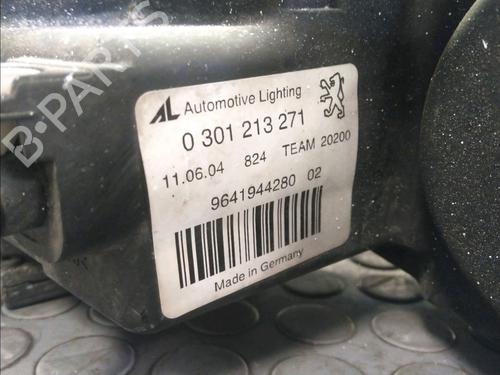 B-PARTS
AL Automotive Lighting
0 301 213 271
11.06.04 824 TEAM 20200
9641944280 02
Made in Germany